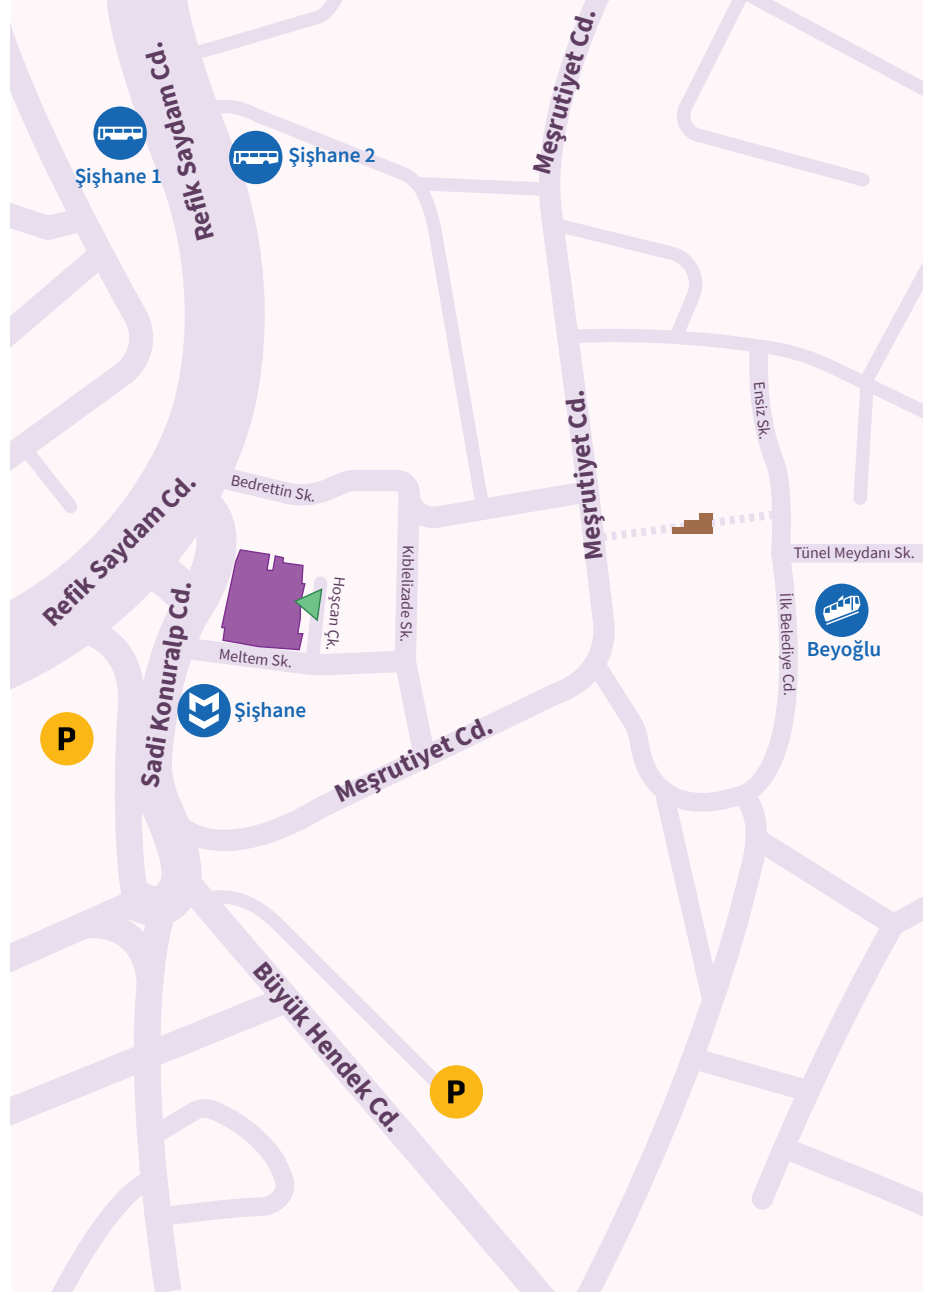 Meşrutiyet Cd.
Refik Saydam Cd.
Şişhane 1
Şişhane 2
Ensiz Sk.
Meşrutiyet Cd.
Bedrettin Sk.
Refik Saydam Cd.
Kıblelizade Sk.
Tünel Meydanı Sk.
Hoşcan Çk.
Sadi Konuralp Cd.
İlk Belediye Cd.
Beyoğlu
Meltem Sk.
Şişhane
P
Meşrutiyet Cd.
Büyük Hendek Cd.
P